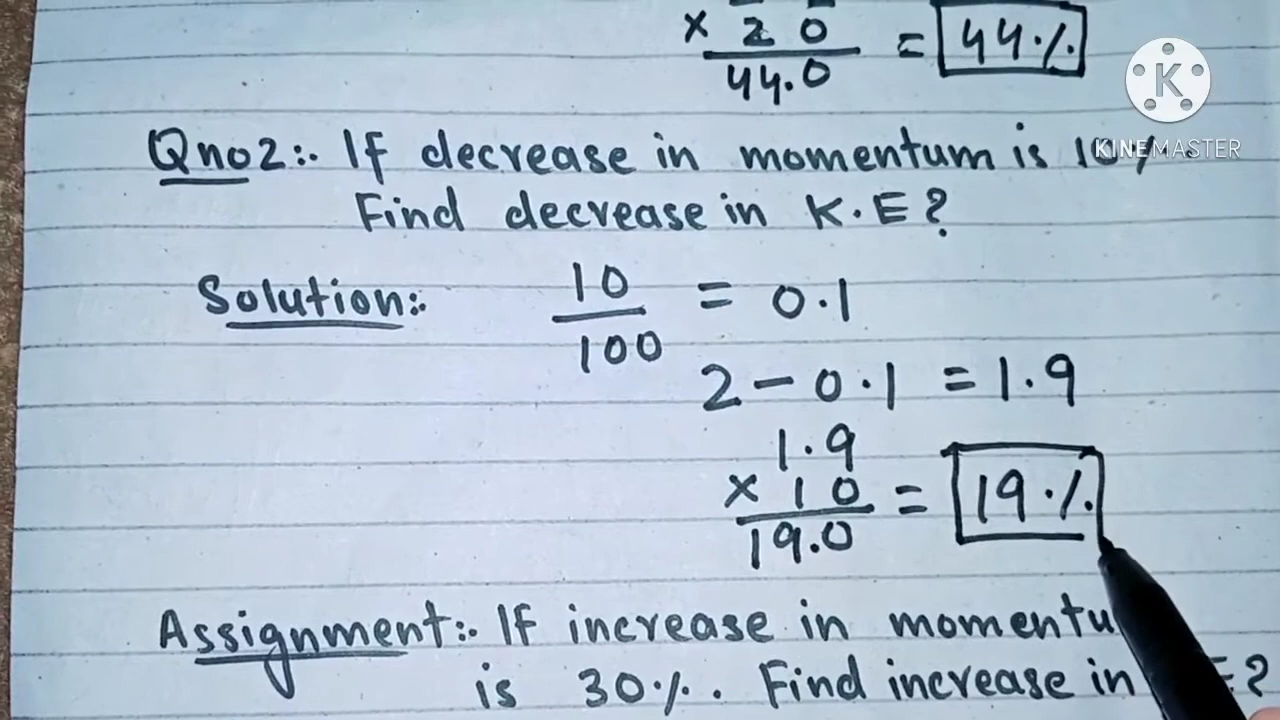 × 2 0
44.0 = 44%
K
KINEMASTER
Qno2:. If decrease in momentum is 10%.
Find decrease in K.E?
Solution:. 10/100 = 0.1
2 - 0.1 = 1.9
1.9
× 10 = 19%
19.0
Assignment:. If increase in momentu
is 30%. Find increase in E?